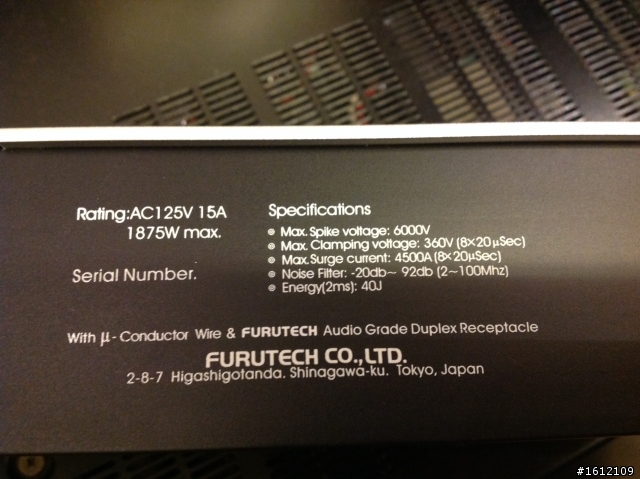 Rating:AC125V 15A
1875W max.
Serial Number.
Specifications
Max. Spike voltage: 6000V
Max. Clamping voltage: 360V (8×20µSec)
Max. Surge current: 4500A (8×20µSec)
Noise Filter: -20db~ 92db (2~100Mhz)
Energy(2ms): 40J
With µ- Conductor Wire & FURUTECH Audio Grade Duplex Receptacle
FURUTECH CO.,LTD.
2-8-7 Higashigotanda. Shinagawa-ku. Tokyo, Japan
#1612109